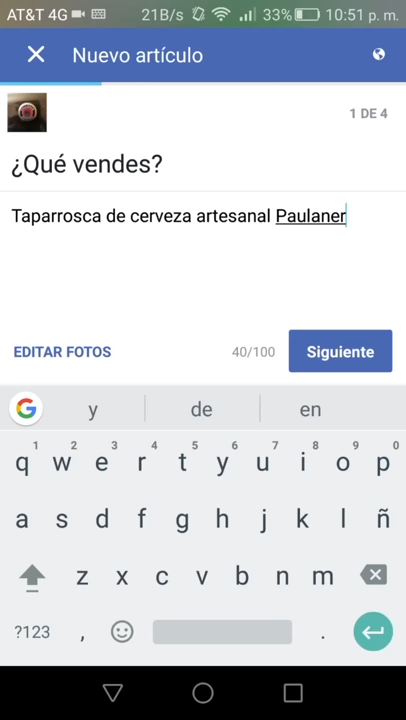 AT&T 4G 21B/s 33% 10:51 p. m.
Nuevo artículo
1 DE 4
¿Qué vendes?
Taparrosca de cerveza artesanal Paulaner
EDITAR FOTOS 40/100 Siguiente
G y de en
1 2 3 4 5 6 7 8 9 0
q w e r t y u i o p
a s d f g h j k l ñ
z x c v b n m
?123 , .